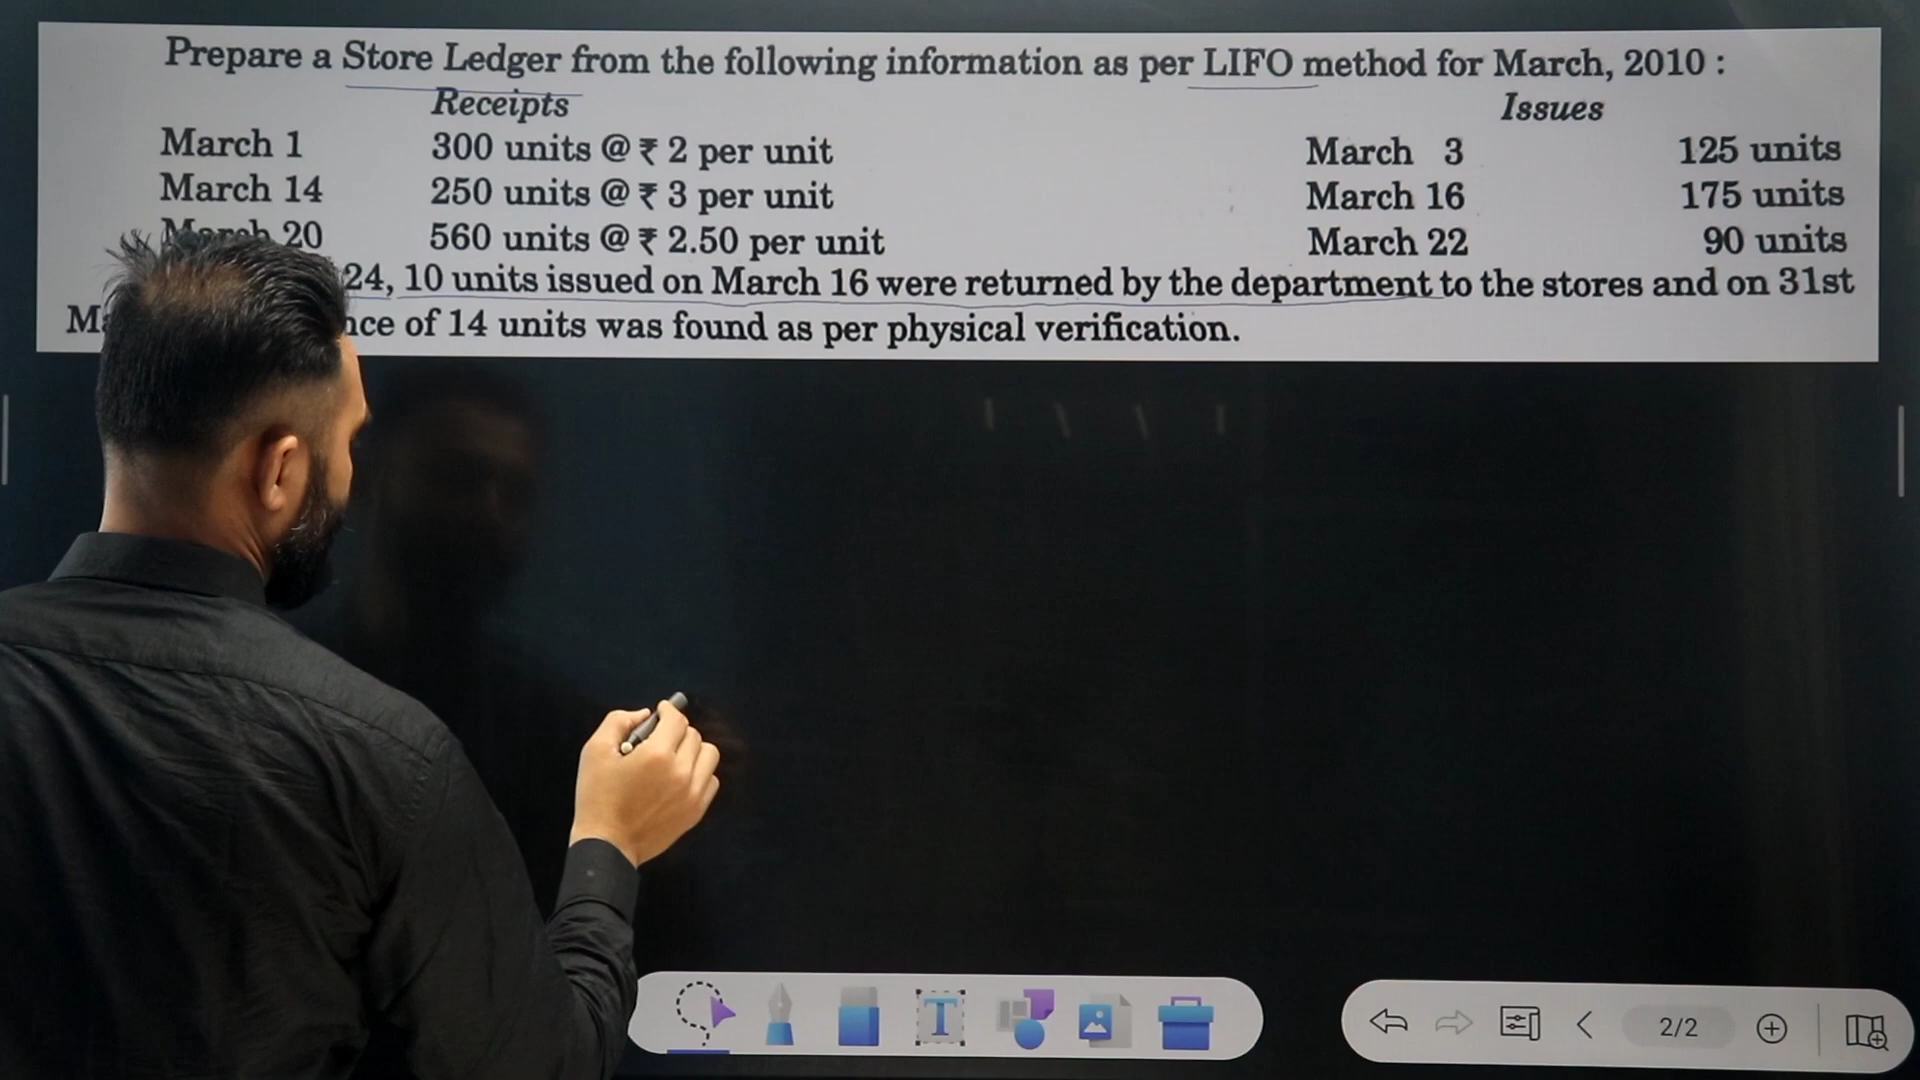 Prepare a Store Ledger from the following information as per LIFO method for March, 2010 :
Receipts Issues
March 1 300 units @ ₹ 2 per unit March 3 125 units
March 14 250 units @ ₹ 3 per unit March 16 175 units
March 20 560 units @ ₹ 2.50 per unit March 22 90 units
24, 10 units issued on March 16 were returned by the department to the stores and on 31st
of 14 units was found as per physical verification.
T 2/2